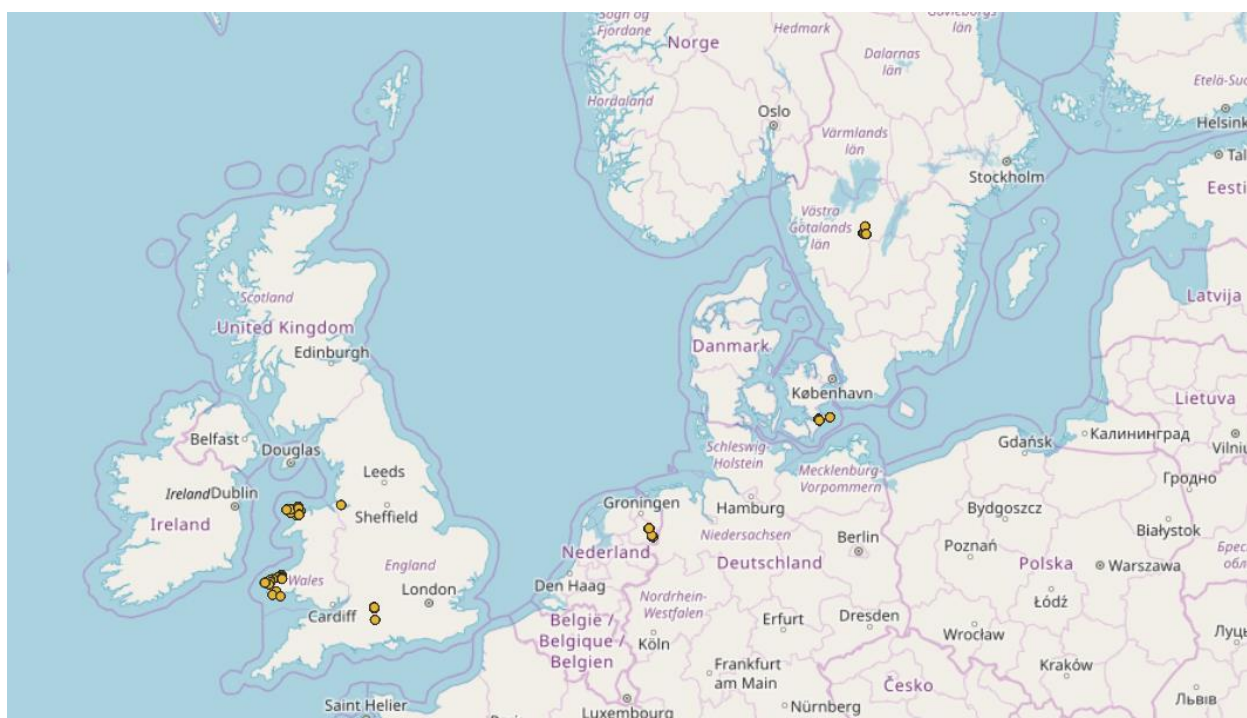 Sogn og
Fjordane
Hedmark
Gävleborgs
län
Norge
Dalarnas
län
Etelä-Suo
Hordaland
Helsink
Oslo
Värmlands
län
Tal
Stockholm
Eesti
Västra
Götalands
län
Scotland
United Kingdom
Edinburgh
Latvija
Danmark
København
Lietuva
Belfast
Douglas
Gdańsk
Калининград
Vilniu
Schleswig-
Holstein
Leeds
Mecklenburg-
Vorpommern
Гродно
Ireland
Dublin
Groningen
Hamburg
Sheffield
Bydgoszcz
Białystok
Ireland
Niedersachsen
Nederland
Berlin
Poznań
Брес
обл
England
Deutschland
Polska
Warszawa
Wales
London
Den Haag
Nordrhein-
Westfalen
Łódź
Cardiff
België /
Belgique /
Belgien
Erfurt
Dresden
Wrocław
Köln
Луць
Frankfurt
am Main
Kraków
Česko
Saint Helier
Luxembourg
Nürnberg
Львів